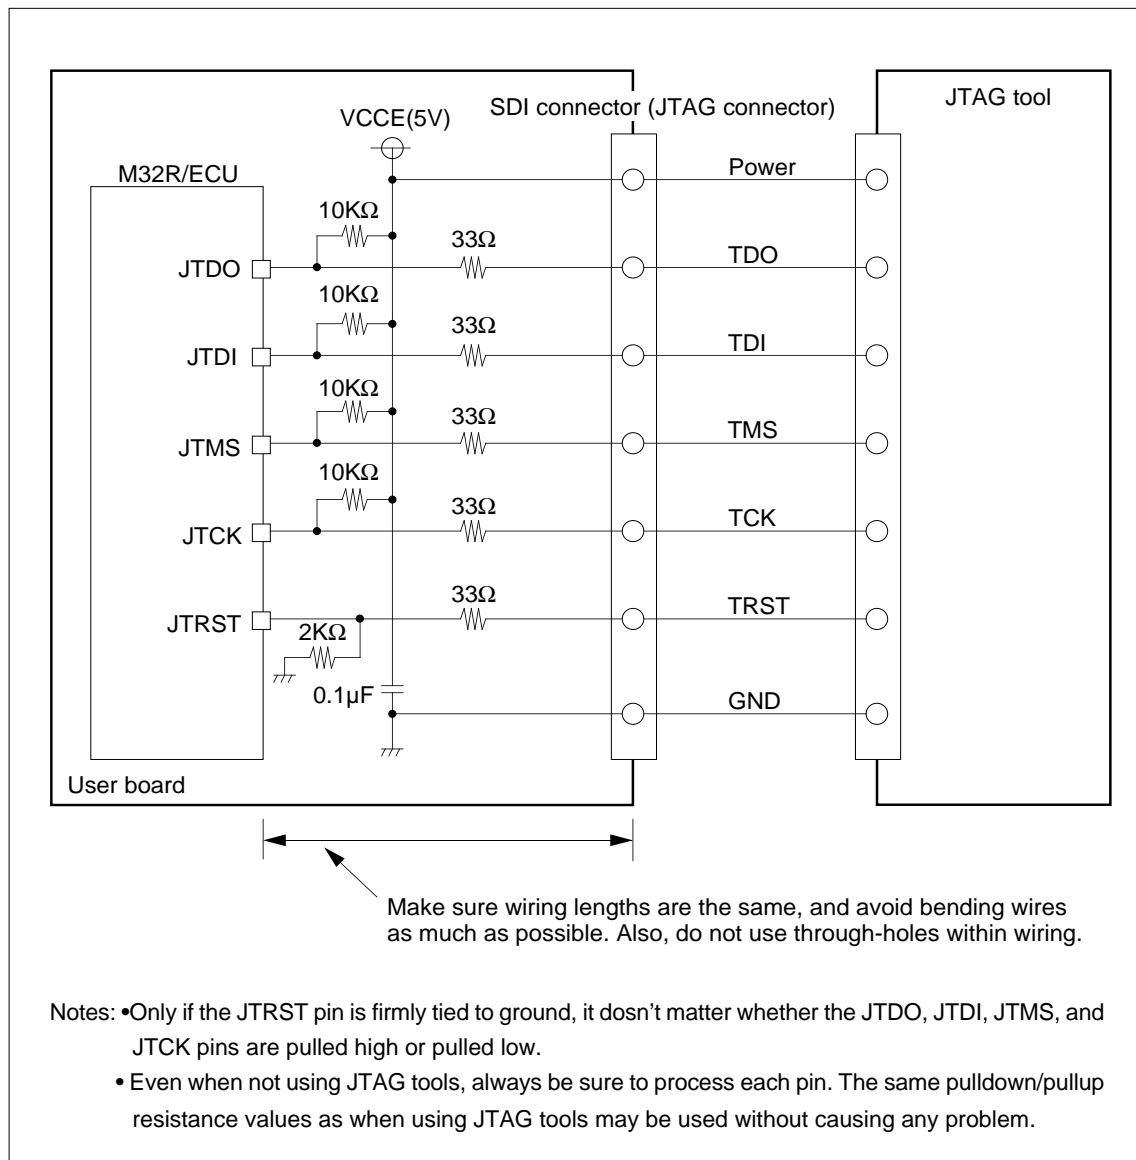 SDI connector (JTAG connector)
JTAG tool
VCCE(5V)
M32R/ECU
Power
10KΩ
33Ω
TDO
JTDO
10KΩ
33Ω
TDI
JTDI
10KΩ
33Ω
TMS
JTMS
10KΩ
33Ω
TCK
JTCK
33Ω
TRST
JTRST
2KΩ
0.1µF
GND
User board
Make sure wiring lengths are the same, and avoid bending wires
as much as possible. Also, do not use through-holes within wiring.
Notes: •Only if the JTRST pin is firmly tied to ground, it dosn't matter whether the JTDO, JTDI, JTMS, and
JTCK pins are pulled high or pulled low.
• Even when not using JTAG tools, always be sure to process each pin. The same pulldown/pullup
resistance values as when using JTAG tools may be used without causing any problem.